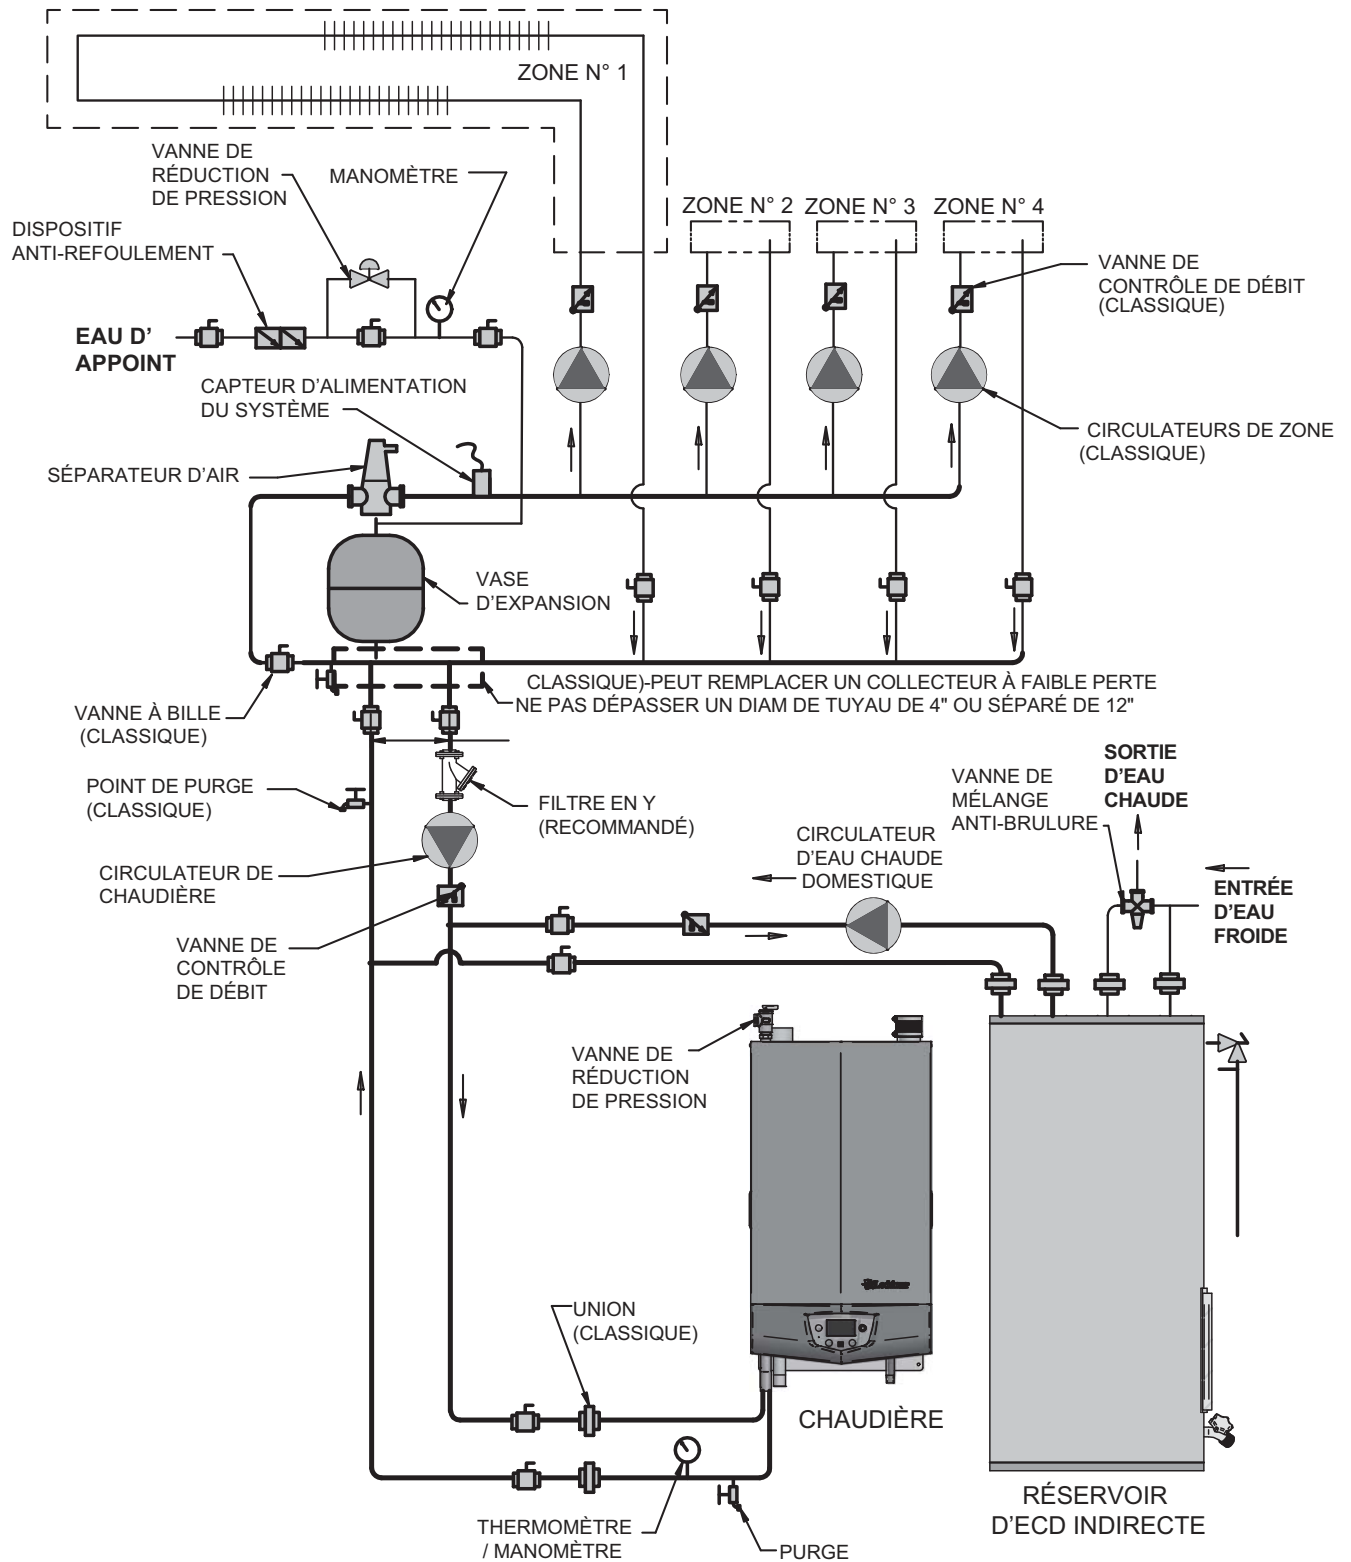 ZONE N° 1
VANNE DE
RÉDUCTION
DE PRESSION
MANOMÈTRE
DISPOSITIF
ANTI-REFOULEMENT
ZONE N° 2
ZONE N° 3
ZONE N° 4
VANNE DE
CONTRÔLE DE DÉBIT
(CLASSIQUE)
EAU D'
APPOINT
CAPTEUR D'ALIMENTATION
DU SYSTÈME
CIRCULATEURS DE ZONE
(CLASSIQUE)
SÉPARATEUR D'AIR
VASE
D'EXPANSION
CLASSIQUE)-PEUT REMPLACER UN COLLECTEUR À FAIBLE PERTE
NE PAS DÉPASSER UN DIAM DE TUYAU DE 4" OU SÉPARÉ DE 12"
VANNE À BILLE
(CLASSIQUE)
POINT DE PURGE
(CLASSIQUE)
FILTRE EN Y
(RECOMMANDÉ)
VANNE DE
MÉLANGE
ANTI-BRULURE
SORTIE
D'EAU
CHAUDE
CIRCULATEUR
D'EAU CHAUDE
DOMESTIQUE
CIRCULATEUR DE
CHAUDIÈRE
ENTRÉE
D'EAU
FROIDE
VANNE DE
CONTRÔLE
DE DÉBIT
VANNE DE
RÉDUCTION
DE PRESSION
Lochinvar
UNION
(CLASSIQUE)
CHAUDIÈRE
RÉSERVOIR
D'ECD INDIRECTE
THERMOMÈTRE
/ MANOMÈTRE
PURGE